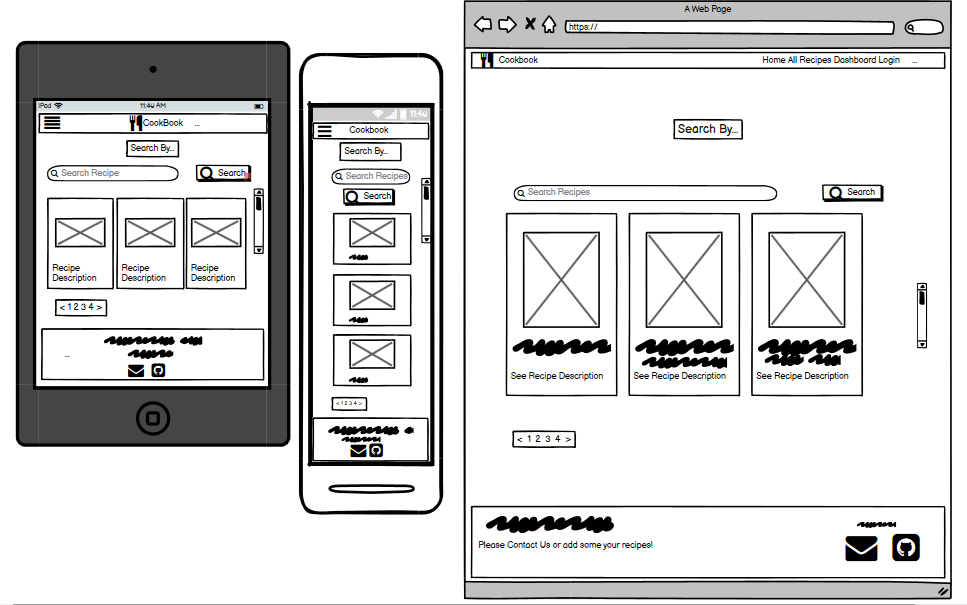 iPod
11:40 AM
CookBook ...
Search By...
Search Recipe
Search
Recipe Description
Recipe Description
Recipe Description
< 1 2 3 4 >
...
11:40
Cookbook
Search By...
Search Recipes
Search
< 1 2 3 4 >
A Web Page
https://
Cookbook
Home All Recipes Dashboard Login ...
Search By...
Search Recipes
Search
See Recipe Description
See Recipe Description
See Recipe Description
< 1 2 3 4 >
Please Contact Us or add some your recipes!